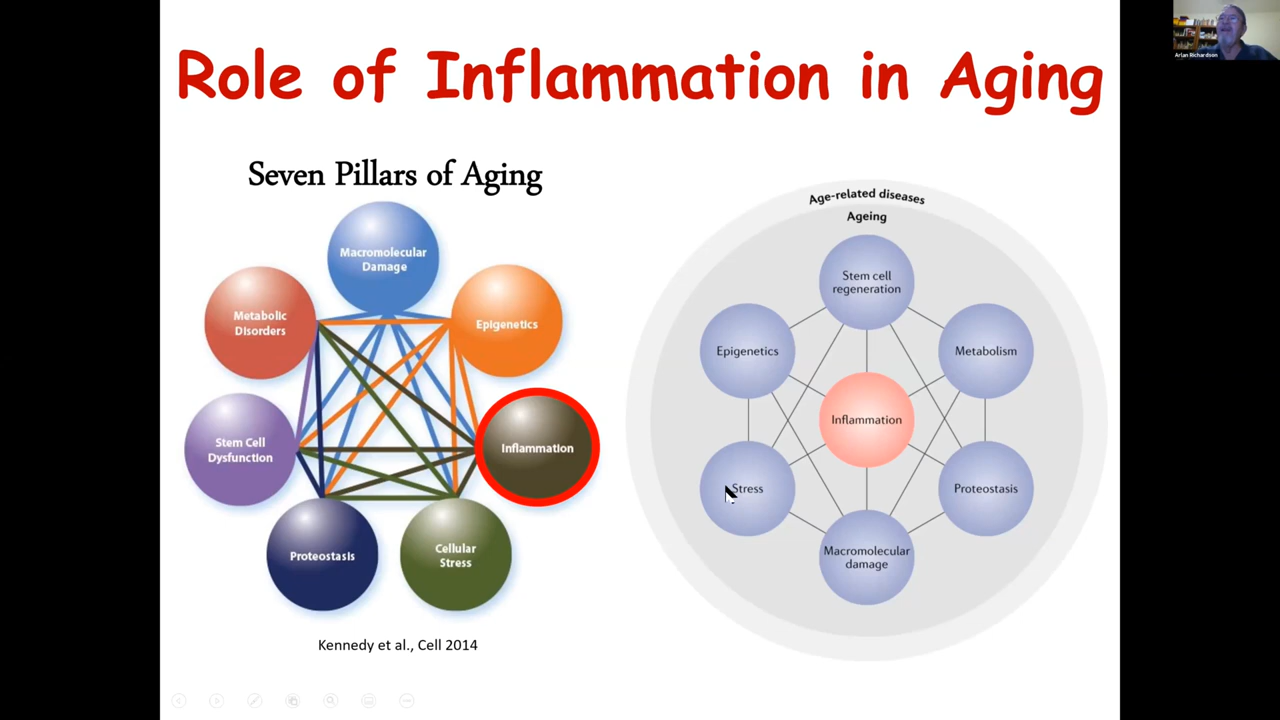 Role of Inflammation in Aging
Arlan Richardson
Seven Pillars of Aging
Macromolecular
Damage
Metabolic
Disorders
Epigenetics
Stem Cell
Dysfunction
Inflammation
Proteostasis
Cellular
Stress
Kennedy et al., Cell 2014
Age-related diseases
Ageing
Stem cell
regeneration
Epigenetics
Metabolism
Inflammation
Stress
Proteostasis
Macromolecular
damage